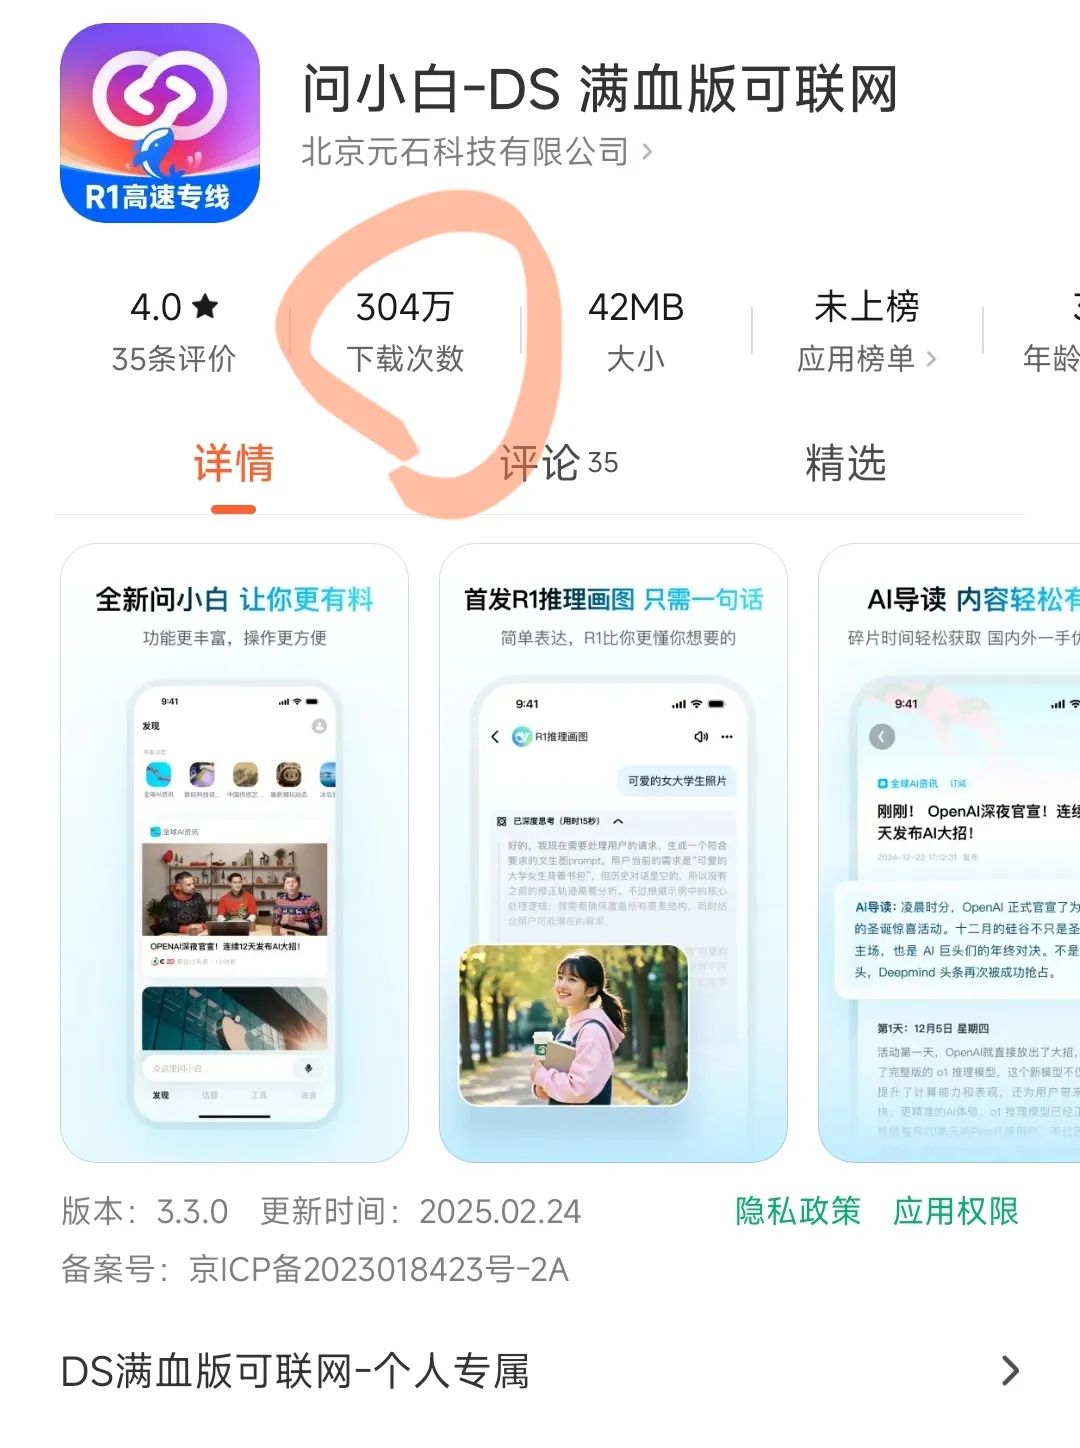 问小白-DS 满血版可联网
北京元石科技有限公司
R1高速专线
4.0
304万
42MB
未上榜
35条评价
下载次数
大小
应用榜单
年龄
详情
评论 35
精选
全新问小白 让你更有料
功能更丰富，操作更方便
9:41
发现
全球AI资讯
OPENAI深夜官宣！连续12天发布AI大招！
点这里问小白...
发现
话题
工具
消息
首发R1推理画图 只需一句话
简单表达，R1比你更懂你想要的
9:41
R1推理画图
可爱的女大学生照片
已深度思考（用时15秒）
好的，我现在需要处理用户的请求，生成一个符合
要求的文生图prompt。用户当前的需求是“可爱的
大学女生背着书包”，但历史对话是空的，所以没有
之前的修正轨迹需要分析。不过根据示例中的核心
处理逻辑，我需要确保覆盖所有要素结构，同时结
合用户可能潜在的需求。
AI导读 内容轻松有
碎片时间轻松获取 国内外一手优
9:41
全球AI资讯 订阅
刚刚！ OpenAI深夜官宣！连续
天发布AI大招！
2024-12-22 17:12:31 发布
Ai导读：凌晨时分，OpenAI 正式官宣了为
的圣诞惊喜活动。十二月的硅谷不只是圣
主场，也是 AI 巨头们的年终对决。不是
头，Deepmind 头条再次被成功抢占。
第1天：12月5日 星期四
活动第一天，OpenAI就直接放出了大招，
了完整版的 o1 推理模型，这个新模型不仅
提升了计算能力和表现，还为用户带来
快、更精准的AI体验。o1 推理模型已经正
版本：3.3.0 更新时间：2025.02.24
隐私政策 应用权限
备案号：京ICP备2023018423号-2A
DS满血版可联网-个人专属